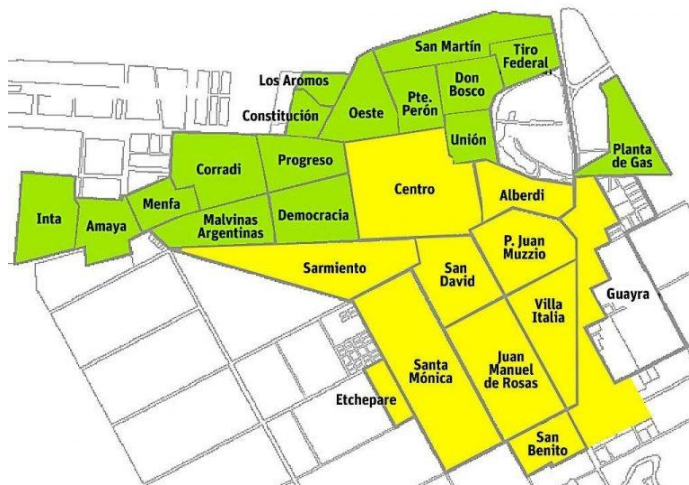 San Martín
Tiro
Federal
Los Aromos
Don
Bosco
Pte.
Perón
Constitución
Oeste
Unión
Planta
de Gas
Corradi
Progreso
Centro
Alberdi
Menfa
Inta
Amaya
Malvinas
Argentinas
Democracia
P. Juan
Muzzio
Sarmiento
San
David
Guayra
Villa
Italia
Santa
Mónica
Juan
Manuel
de Rosas
Etchepare
San
Benito